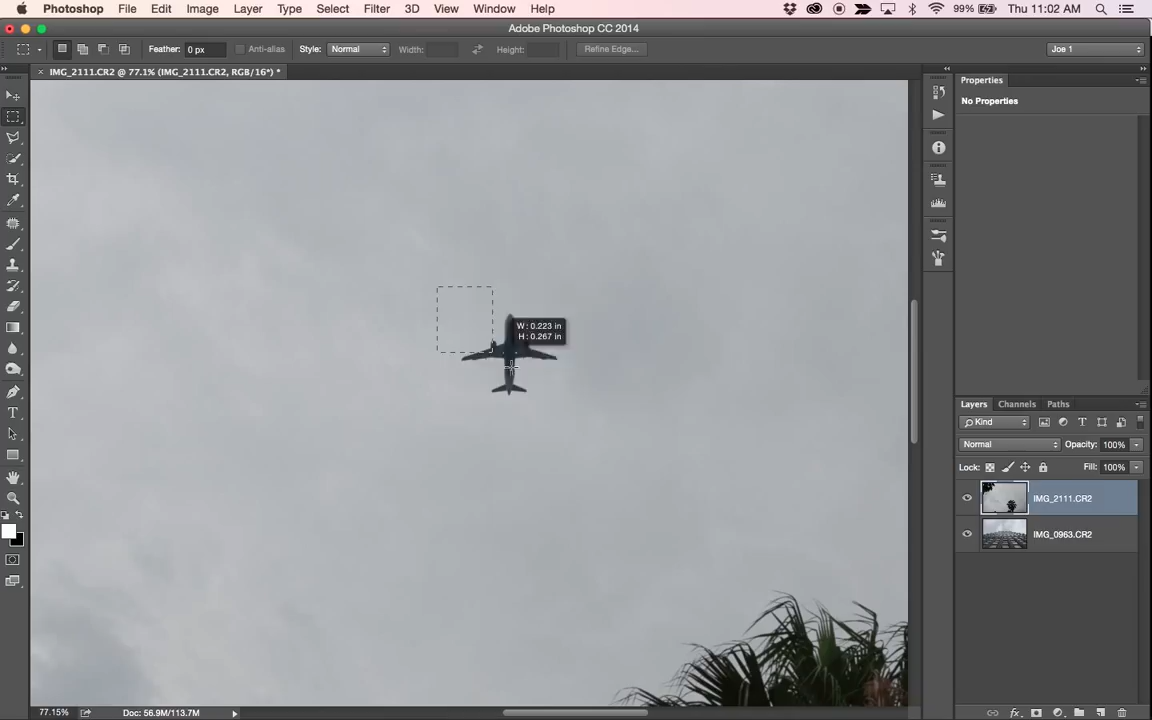 Photoshop File Edit Image Layer Type Select Filter 3D View Window Help 99% Thu 11:02 AM
Adobe Photoshop CC 2014
Feather: 0 px Anti-alias Style: Normal Width: Height: Refine Edge... Joe 1
IMG_2111.CR2 @ 77.1% (IMG_2111.CR2, RGB/16*) *
Properties
No Properties
W: 0.223 in
H: 0.267 in
Layers Channels Paths
Kind
Normal Opacity: 100%
Lock: Fill: 100%
IMG_2111.CR2
IMG_0963.CR2
77.15% Doc: 56.9M/113.7M